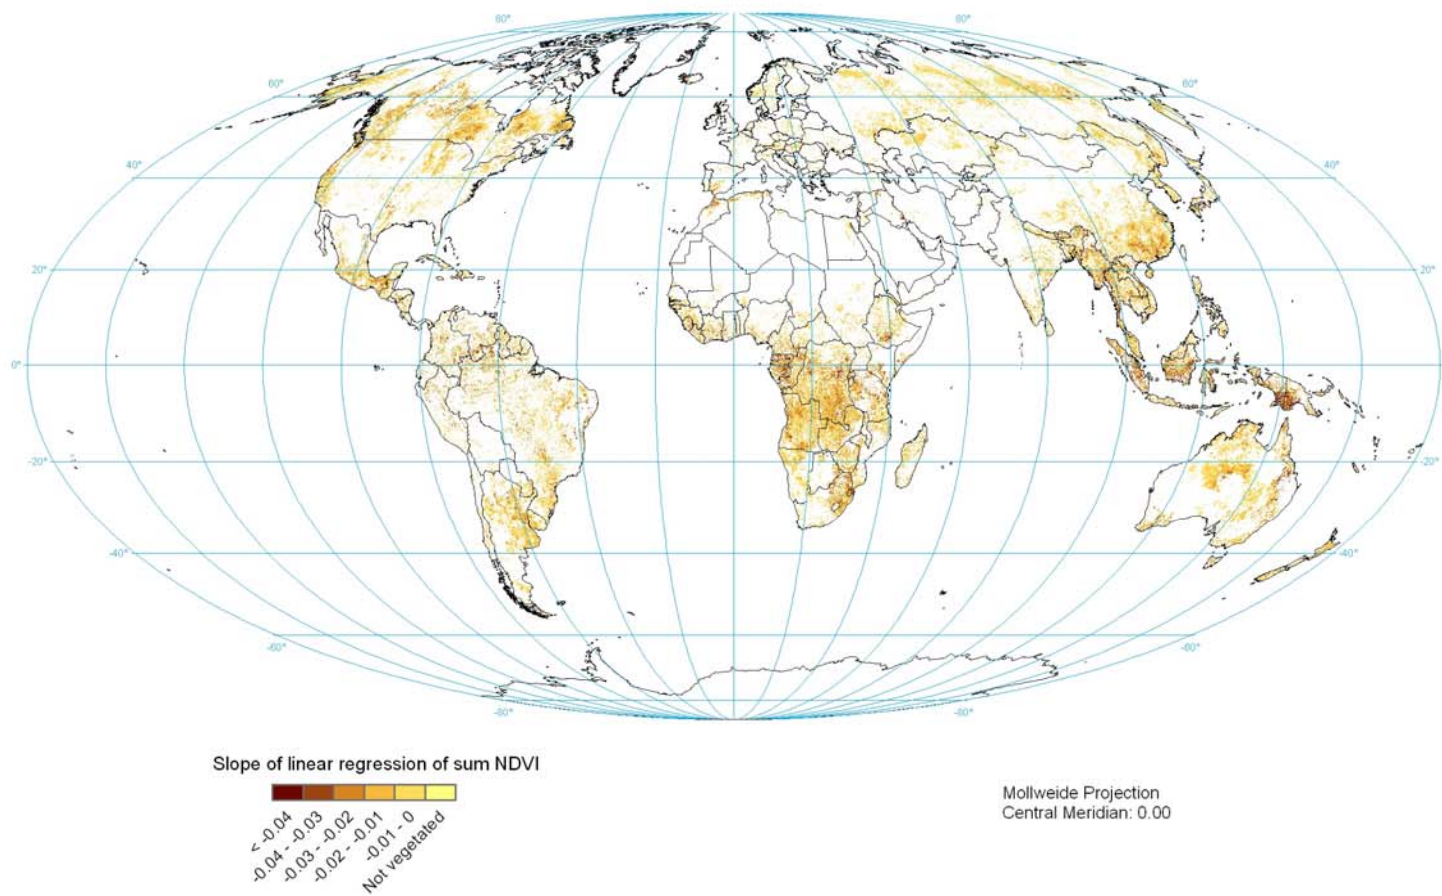 80°
80°
60°
60°
40°
40°
20°
20°
0°
0°
-20°
-20°
-40°
-40°
-60°
-60°
-80°
-80°
Slope of linear regression of sum NDVI
< -0.04
-0.04 - -0.03
-0.03 - -0.02
-0.02 - -0.01
-0.01 - 0
Not vegetated
Mollweide Projection
Central Meridian: 0.00